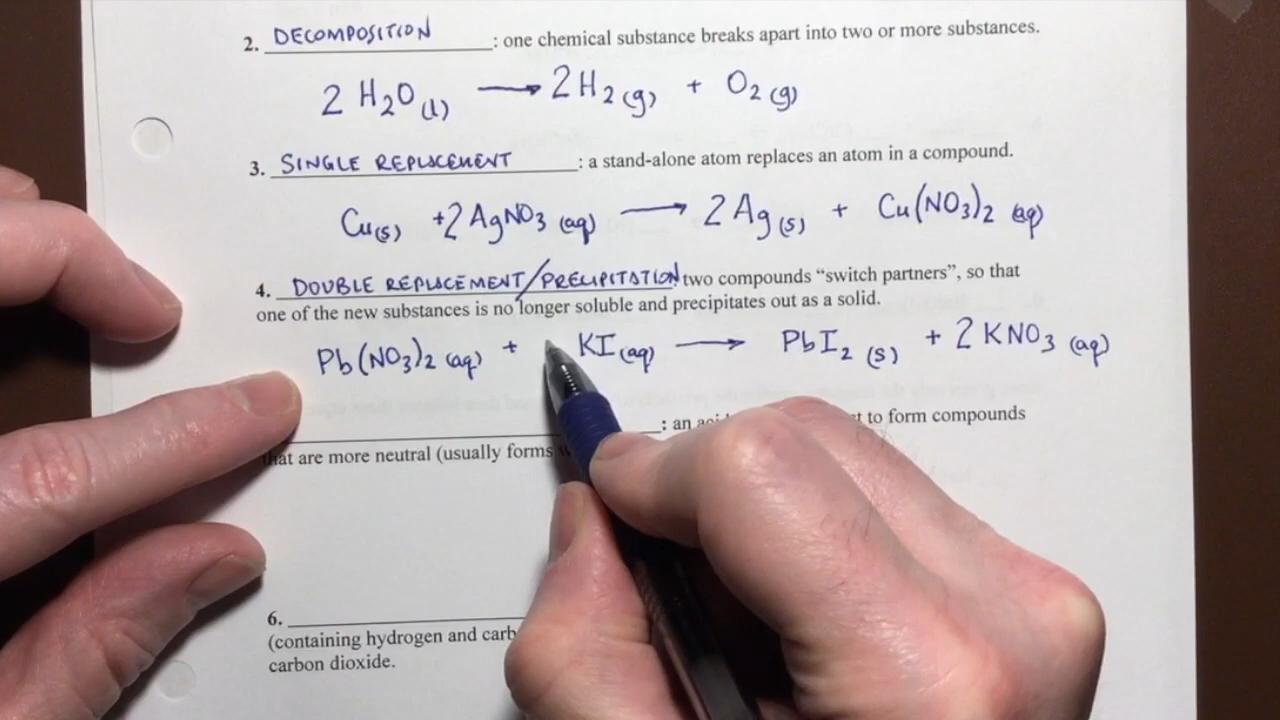 2. DECOMPOSITION : one chemical substance breaks apart into two or more substances.
2 H₂O (l) → 2 H₂ (g) + O₂ (g)
3. SINGLE REPLACEMENT : a stand-alone atom replaces an atom in a compound.
Cu(s) + 2 AgNO₃ (aq) → 2 Ag (s) + Cu(NO₃)₂ (aq)
4. DOUBLE REPLACEMENT/PRECIPITATION two compounds “switch partners”, so that
one of the new substances is no longer soluble and precipitates out as a solid.
Pb(NO₃)₂ (aq) + KI (aq) → PbI₂ (s) + 2 KNO₃ (aq)
: an to form compounds
that are more neutral (usually forms
6.
(containing hydrogen and carb
carbon dioxide.